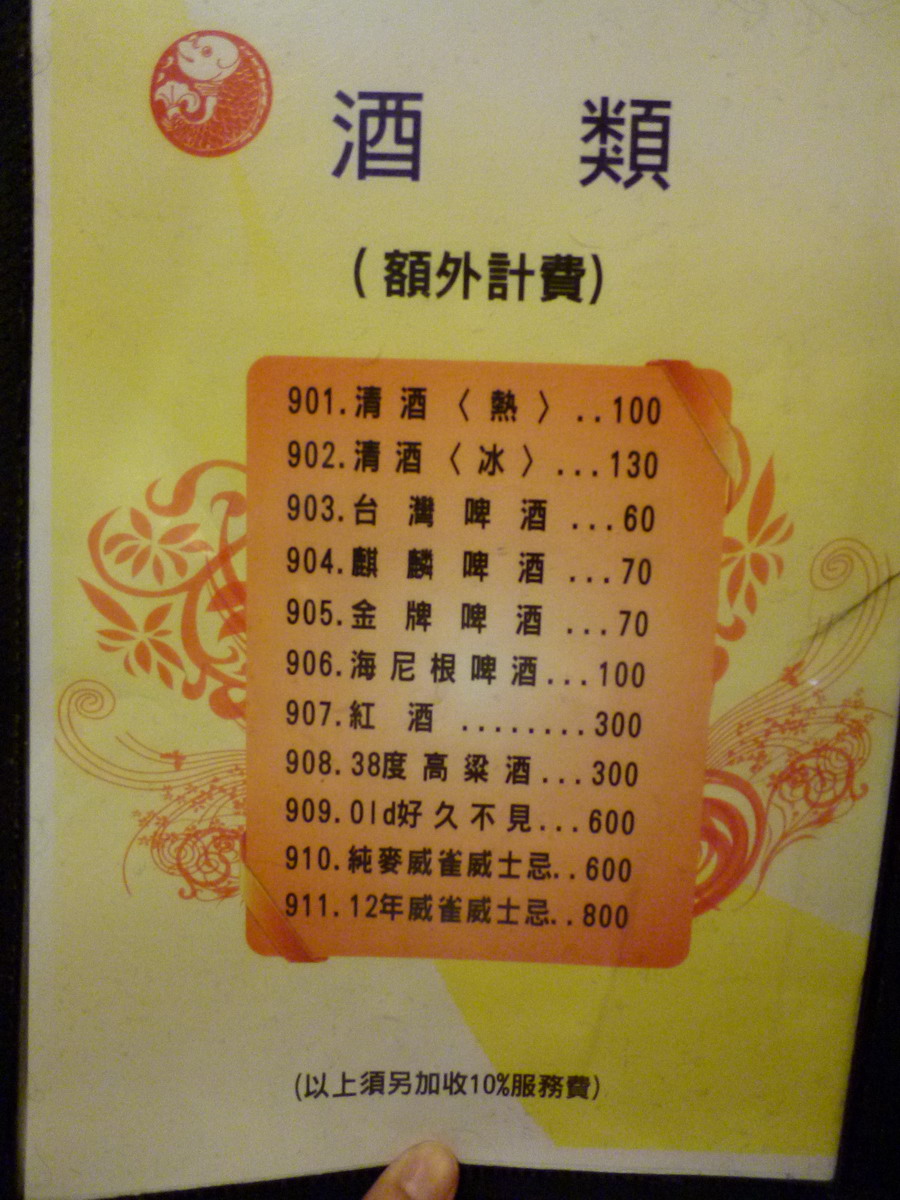 酒 類
(額外計費)
901.清 酒〈熱〉..100
902.清 酒〈冰〉...130
903.台 灣 啤 酒 ...60
904.麒 麟 啤 酒 ...70
905.金 牌 啤 酒 ...70
906.海 尼 根 啤 酒...100
907.紅 酒 ........300
908.38度 高 粱 酒...300
909.Old好 久 不 見...600
910.純麥威雀威士忌..600
911.12年威雀威士忌..800
(以上須另加收10%服務費)